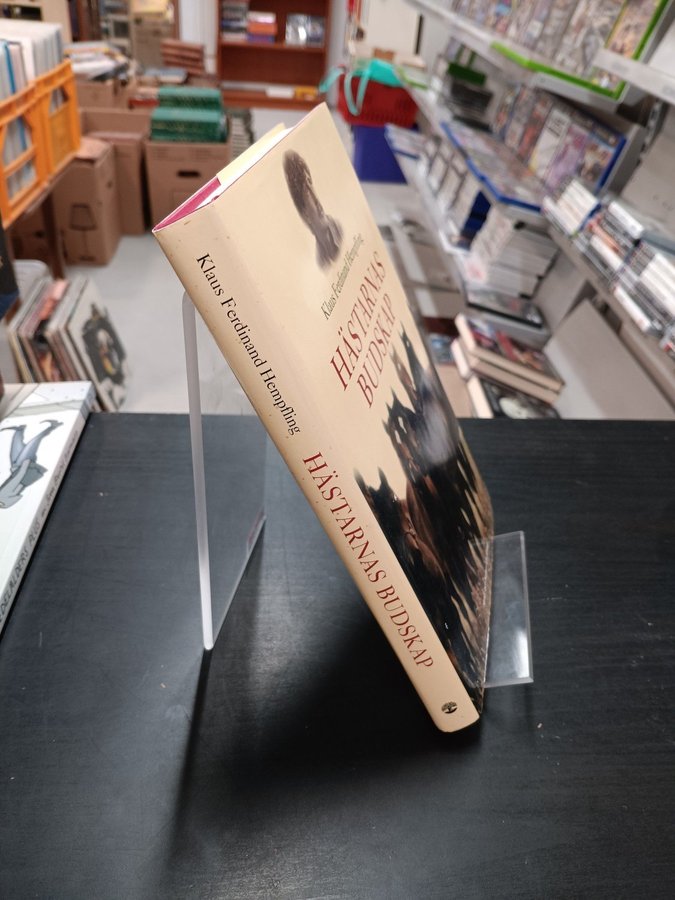 Klaus Ferdinand Hempfling
HÄSTARNAS BUDSKAP
Klaus Ferdinand Hempfling
HÄSTARNAS
BUDSKAP